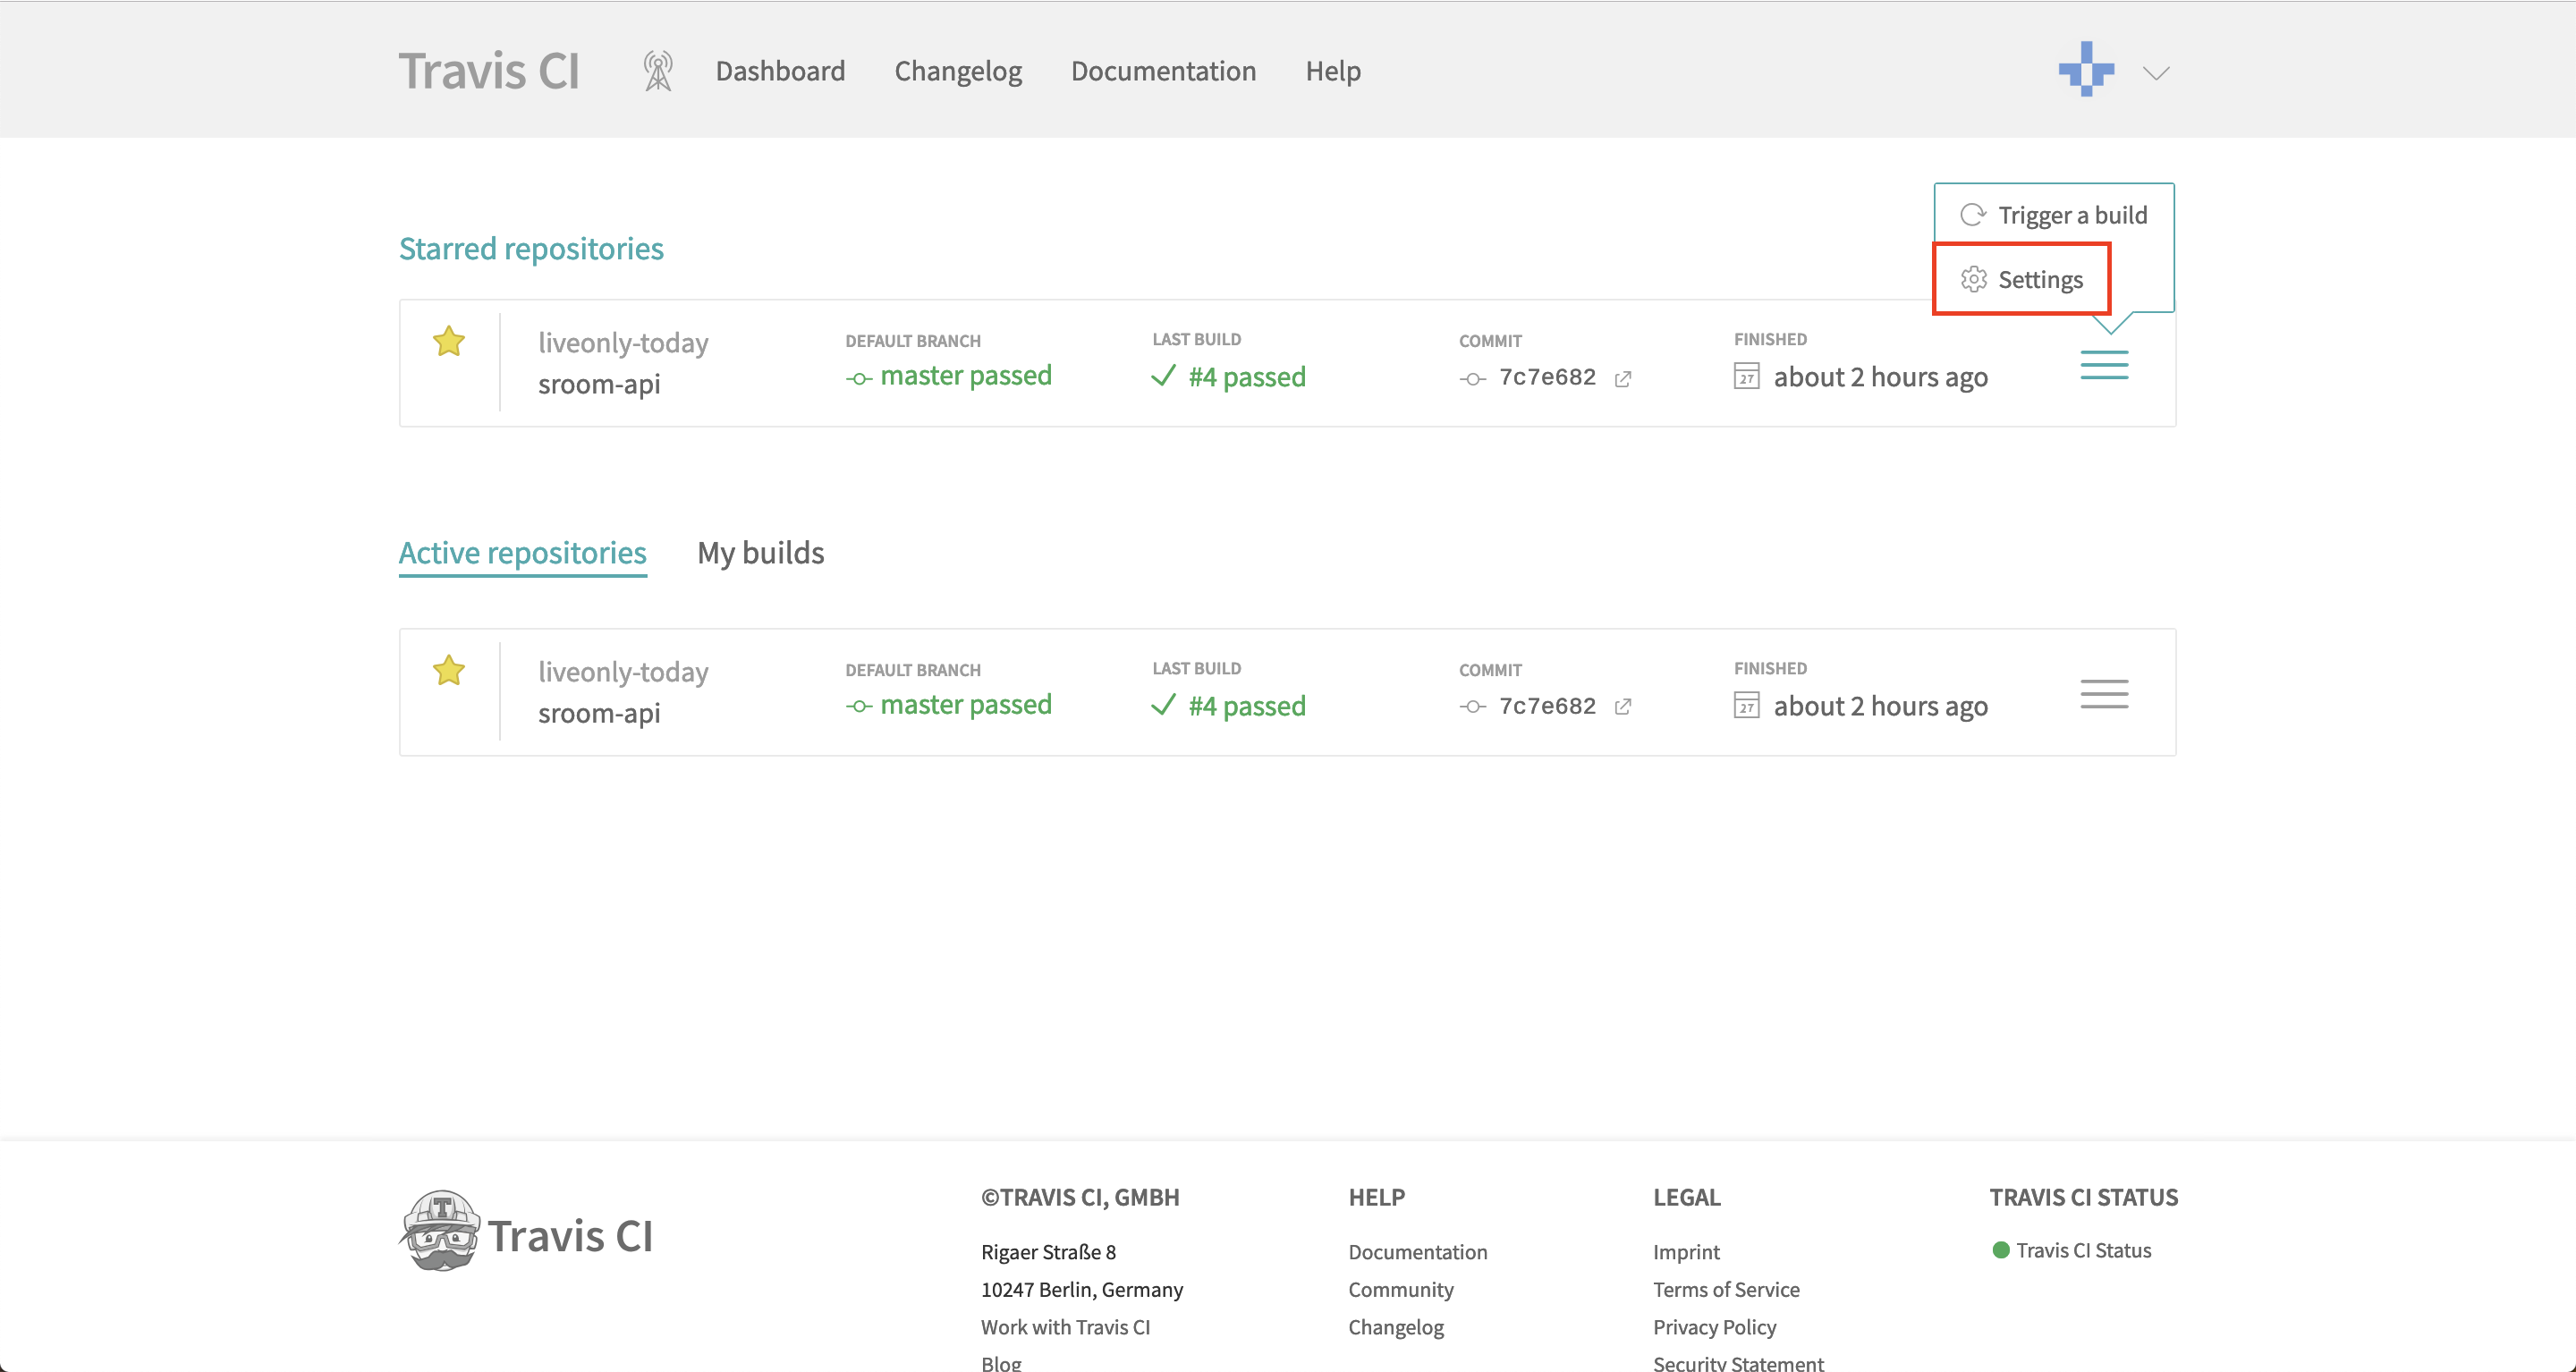 Travis CI
Dashboard
Changelog
Documentation
Help
Trigger a build
Settings
Starred repositories
liveonly-today
sroom-api
DEFAULT BRANCH
master passed
LAST BUILD
#4 passed
COMMIT
7c7e682
FINISHED
27
about 2 hours ago
Active repositories
My builds
liveonly-today
sroom-api
DEFAULT BRANCH
master passed
LAST BUILD
#4 passed
COMMIT
7c7e682
FINISHED
27
about 2 hours ago
T
Travis CI
©TRAVIS CI, GMBH
Rigaer Straße 8
10247 Berlin, Germany
Work with Travis CI
Blog
HELP
Documentation
Community
Changelog
LEGAL
Imprint
Terms of Service
Privacy Policy
Security Statement
TRAVIS CI STATUS
Travis CI Status